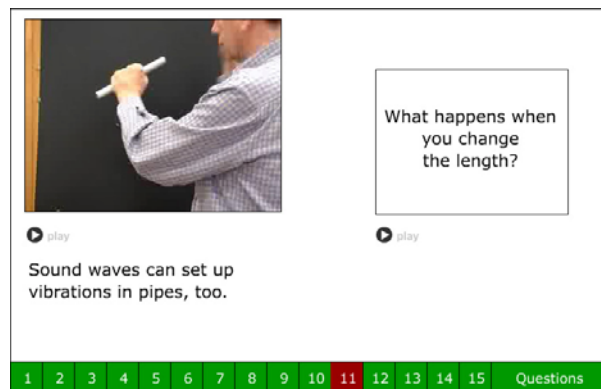 What happens when
you change
the length?
play
play
Sound waves can set up
vibrations in pipes, too.
1 2 3 4 5 6 7 8 9 10 11 12 13 14 15 Questions